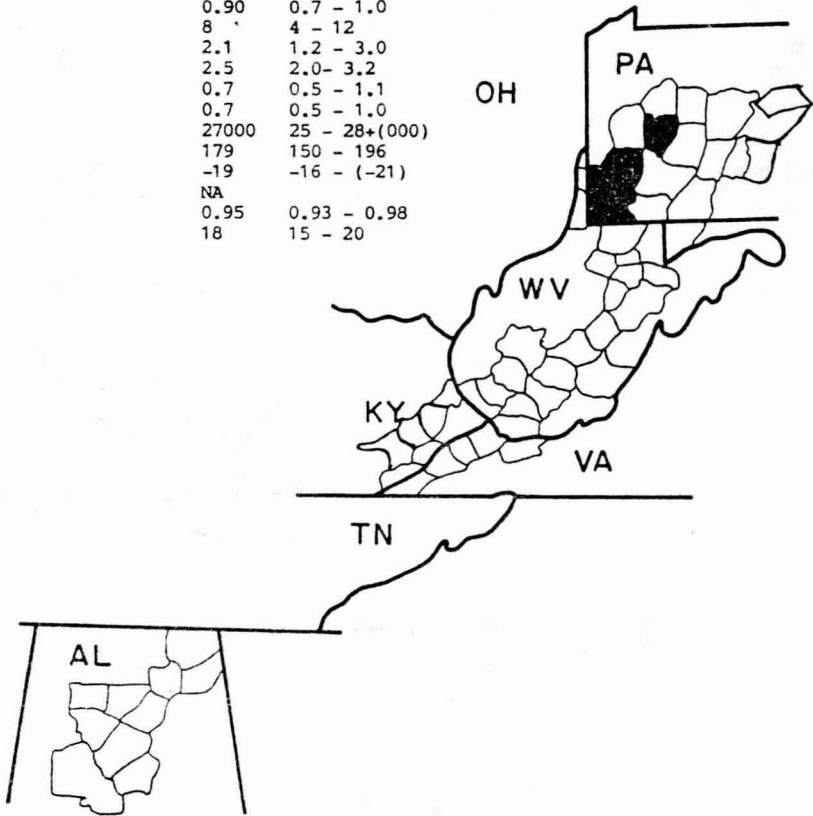 0.90 0.7 - 1.0
8 4 - 12
2.1 1.2 - 3.0
2.5 2.0- 3.2
0.7 0.5 - 1.1
0.7 0.5 - 1.0
27000 25 - 28+(000)
179 150 - 196
-19 -16 - (-21)
NA
0.95 0.93 - 0.98
18 15 - 20
PA
OH
WV
KY
VA
TN
AL